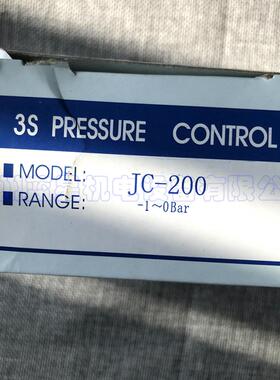 3S PRESSURE CONTROL
■ MODEL: JC-200
■ RANGE: -1~0Bar